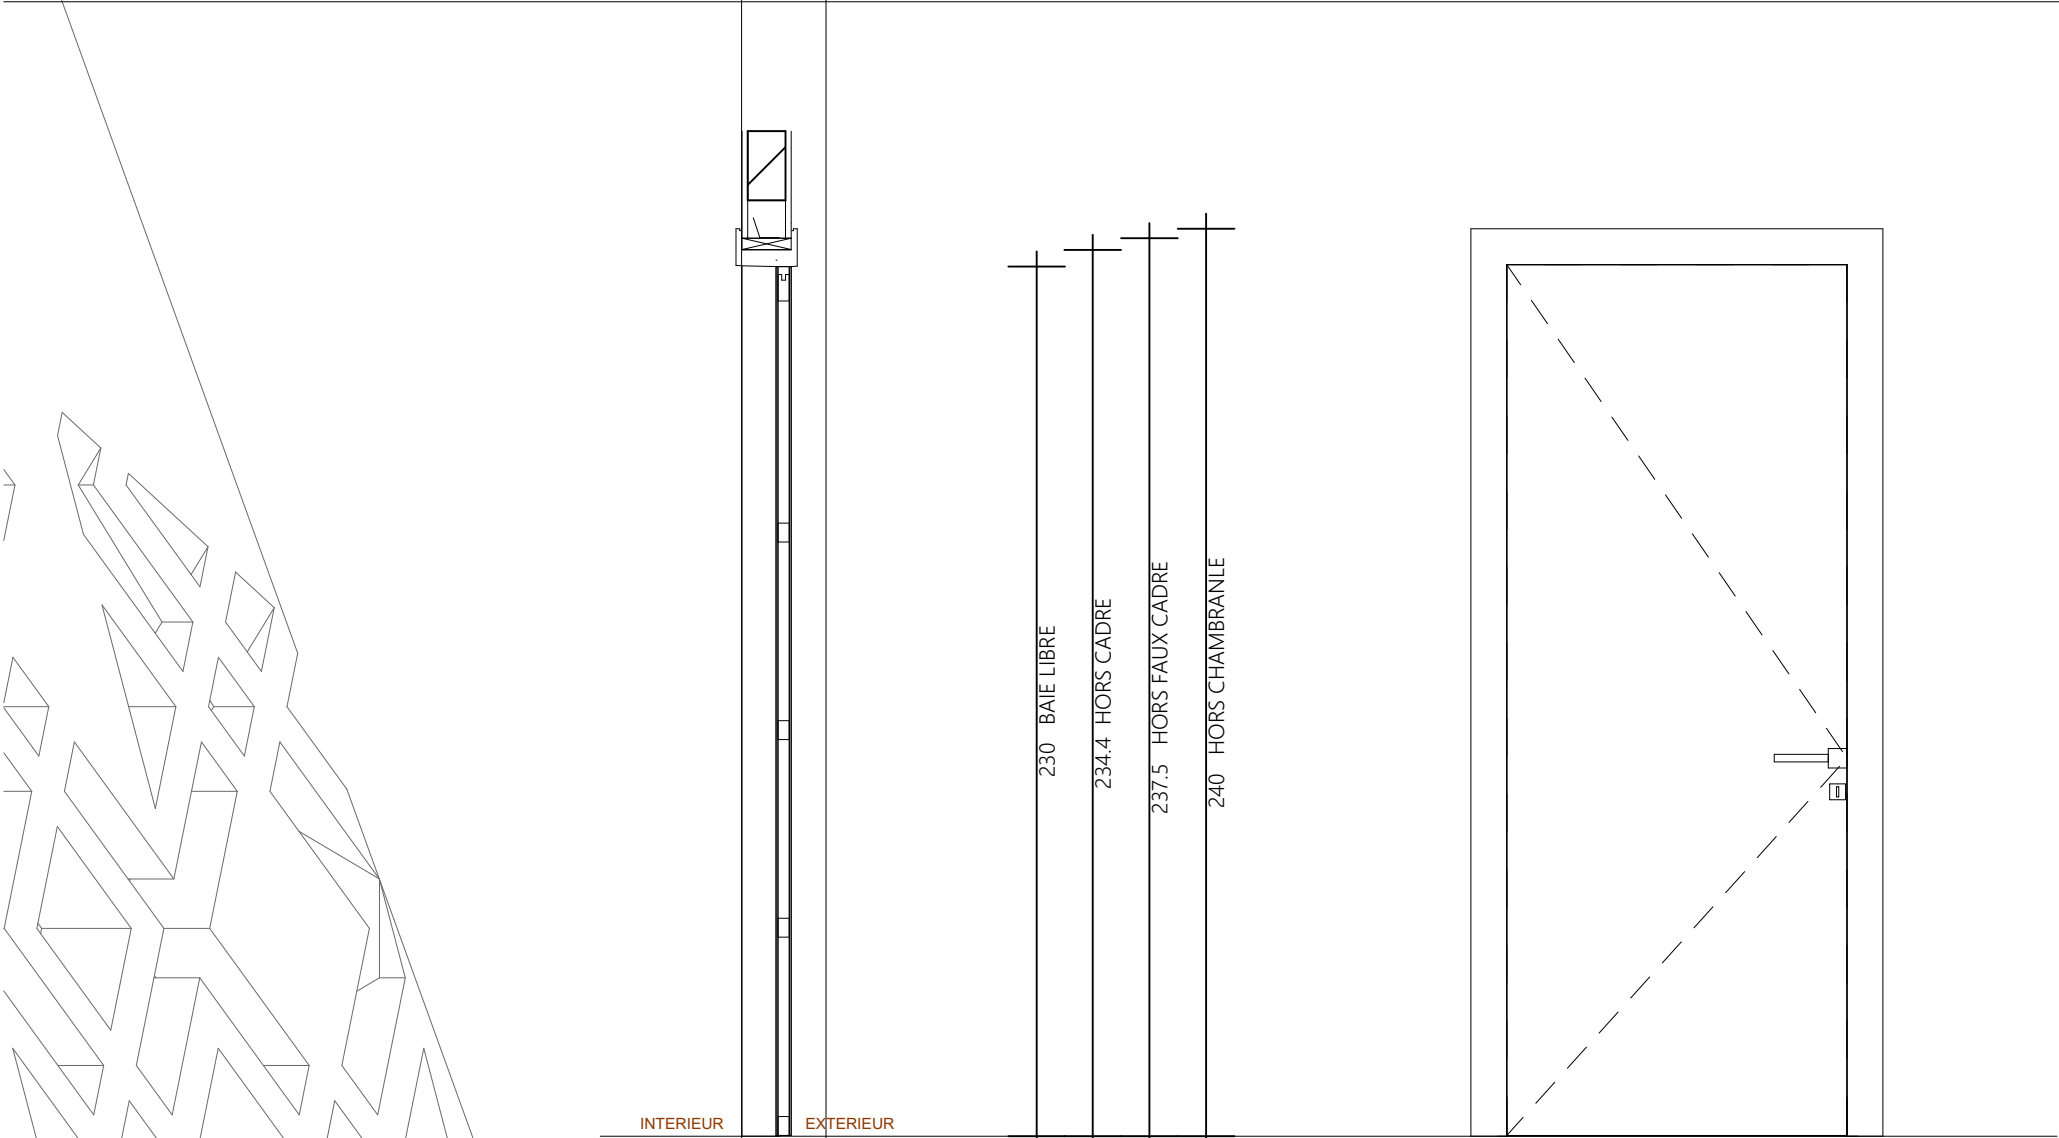 230 BAIE LIBRE
234.4 HORS CADRE
237.5 HORS FAUX CADRE
240 HORS CHAMBRANLE
INTERIEUR
EXTERIEUR